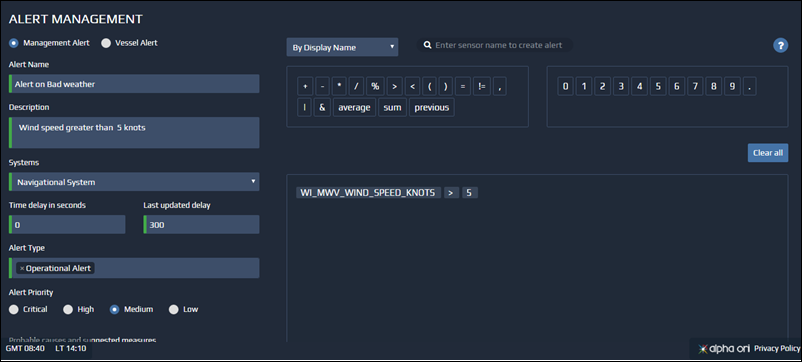 ALERT MANAGEMENT
Management Alert Vessel Alert
Alert Name
Alert on Bad weather
Description
Wind speed greater than 5 knots
Systems
Navigational System
Time delay in seconds Last updated delay
0 300
Alert Type
× Operational Alert
Alert Priority
Critical High Medium Low
Probable causes and suggested measures
GMT 08:40 LT 14:10
By Display Name Enter sensor name to create alert ?
+ - * / % > < ( ) = != ,
| & average sum previous
0 1 2 3 4 5 6 7 8 9 .
Clear all
WI_MWV_WIND_SPEED_KNOTS > 5
alpha ori Privacy Policy